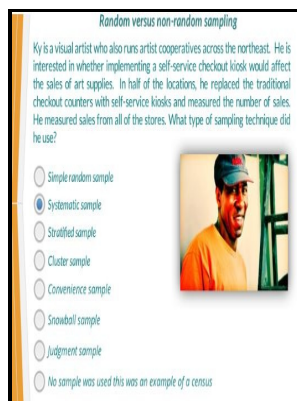 Random versus non-random sampling
Ky is a visual artist who also runs artist cooperatives across the northeast. He is
interested in whether implementing a self-service checkout kiosk would affect
the sales of art supplies. In half of the locations, he replaced the traditional
checkout counters with self-service kiosks and measured the number of sales.
He measured sales from all of the stores. What type of sampling technique did
he use?
Simple random sample
Systematic sample
Stratified sample
Cluster sample
Convenience sample
Snowball sample
Judgment sample
No sample was used this was an example of a census